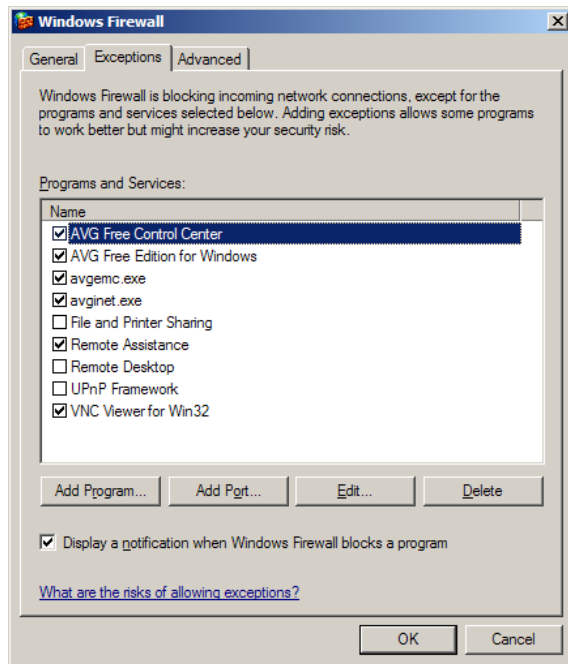 Windows Firewall
General Exceptions Advanced
Windows Firewall is blocking incoming network connections, except for the
programs and services selected below. Adding exceptions allows some programs
to work better but might increase your security risk.
Programs and Services:
Name
AVG Free Control Center
AVG Free Edition for Windows
avgemc.exe
avginet.exe
File and Printer Sharing
Remote Assistance
Remote Desktop
UPnP Framework
VNC Viewer for Win32
Add Program... Add Port... Edit... Delete
Display a notification when Windows Firewall blocks a program
What are the risks of allowing exceptions?
OK Cancel